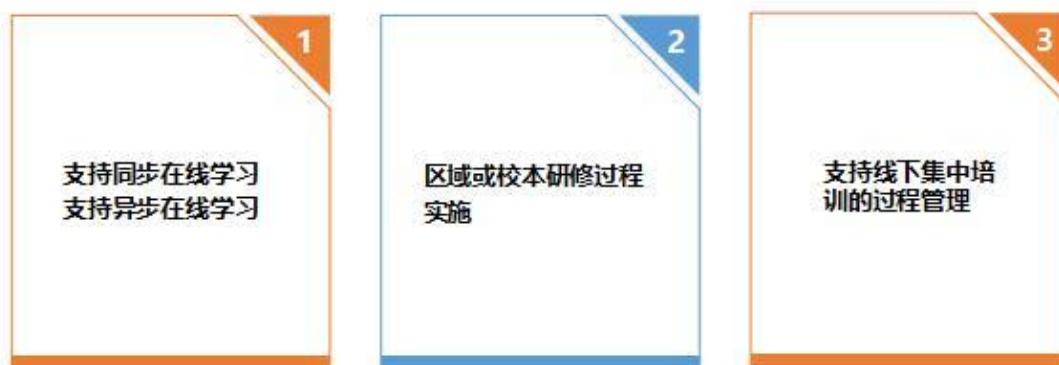 1
支持同步在线学习
支持异步在线学习
2
区域或校本研修过程
实施
3
支持线下集中培
训的过程管理